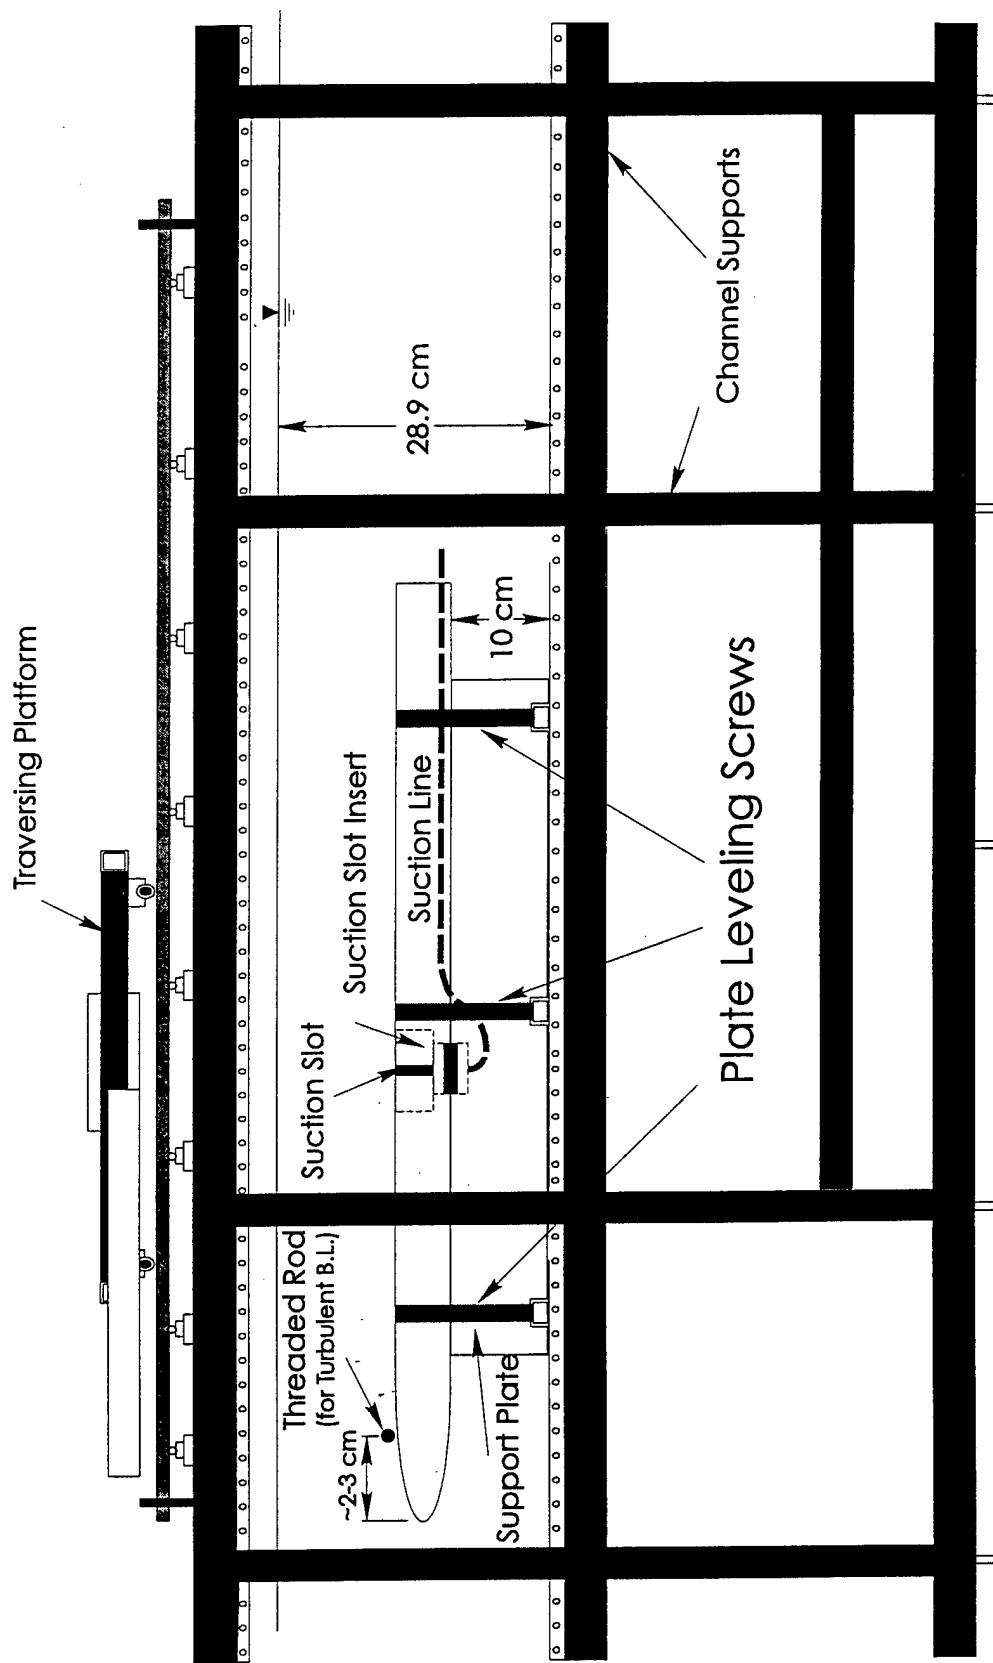 Traversing Platform
Threaded Rod
(for Turbulent B.L.)
~2-3 cm
Suction Slot
Suction Slot Insert
Suction Line
28.9 cm
10 cm
Support Plate
Plate Leveling Screws
Channel Supports